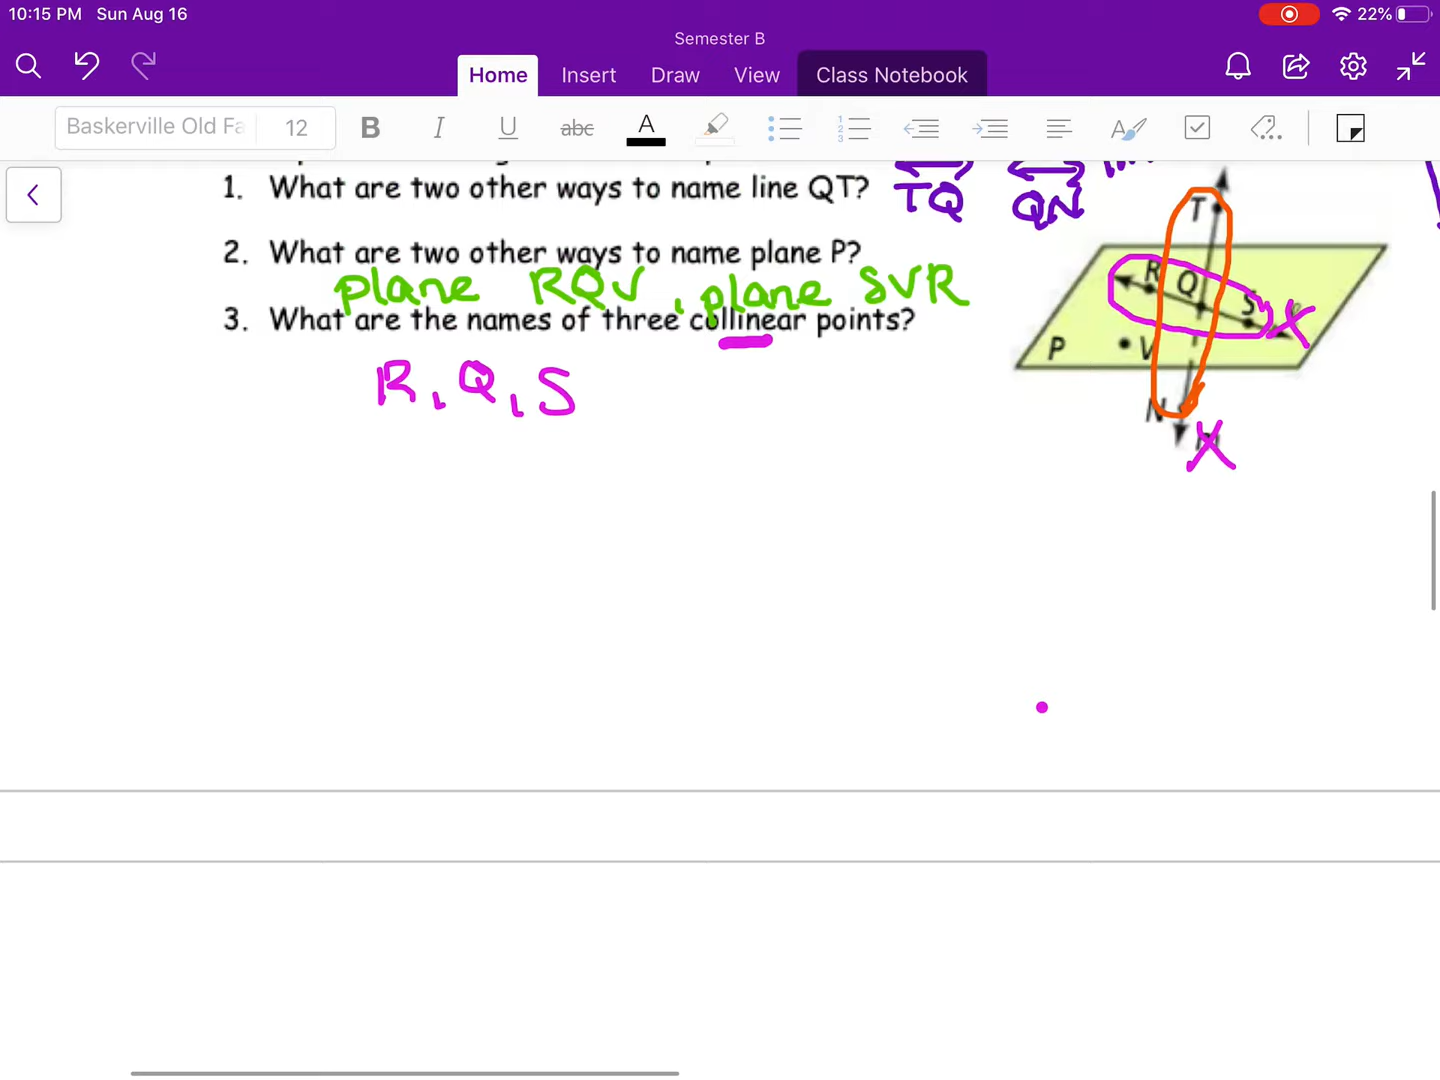 10:15 PM Sun Aug 16
22%
Semester B
Home Insert Draw View Class Notebook
Baskerville Old Fa 12 B I U abc A
1. What are two other ways to name line QT? TQ QN
2. What are two other ways to name plane P?
plane RQV, plane SVR
3. What are the names of three collinear points?
R, Q, S
T
R Q S X
P V
N
X